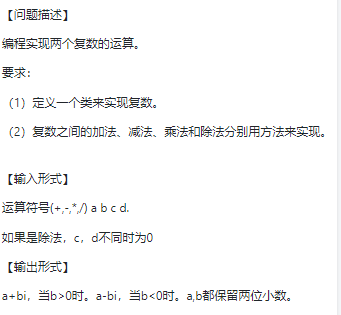 【问题描述】
编程实现两个复数的运算。
要求：
（1）定义一个类来实现复数。
（2）复数之间的加法、减法、乘法和除法分别用方法来实现。
【输入形式】
运算符号(+,-,*,/) a b c d.
如果是除法，c，d不同时为0
【输出形式】
a+bi，当b>0时。a-bi，当b<0时。a,b都保留两位小数。